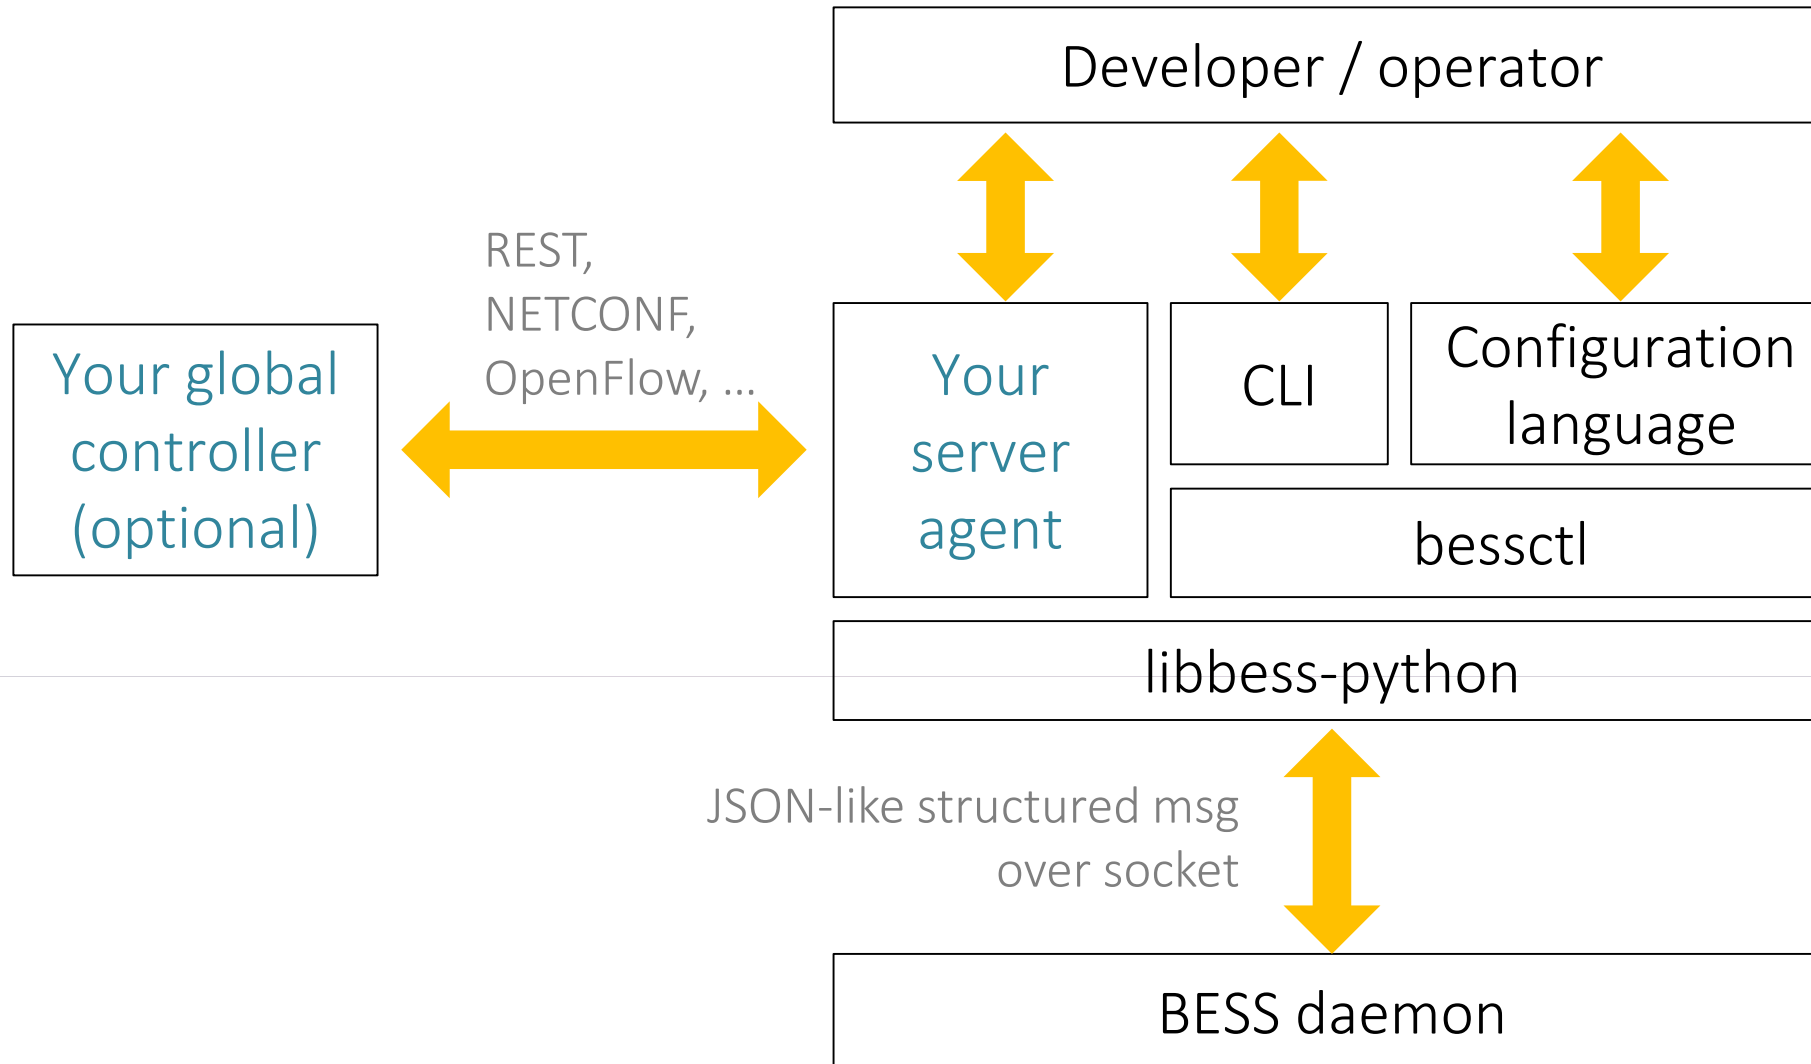 Developer / operator
REST,
NETCONF,
OpenFlow, ...
Your global
controller
(optional)
Your
server
agent
CLI
Configuration
language
bessctl
libbess-python
JSON-like structured msg
over socket
BESS daemon